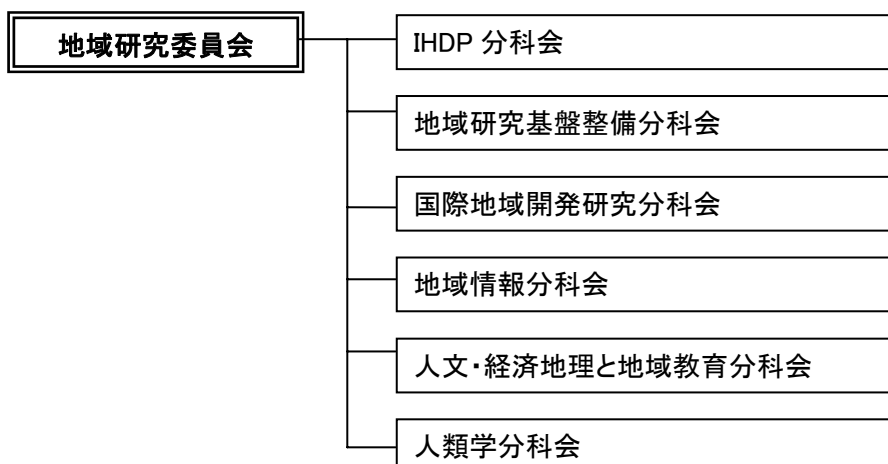 地域研究委員会
IHDP 分科会
地域研究基盤整備分科会
国際地域開発研究分科会
地域情報分科会
人文・経済地理と地域教育分科会
人類学分科会